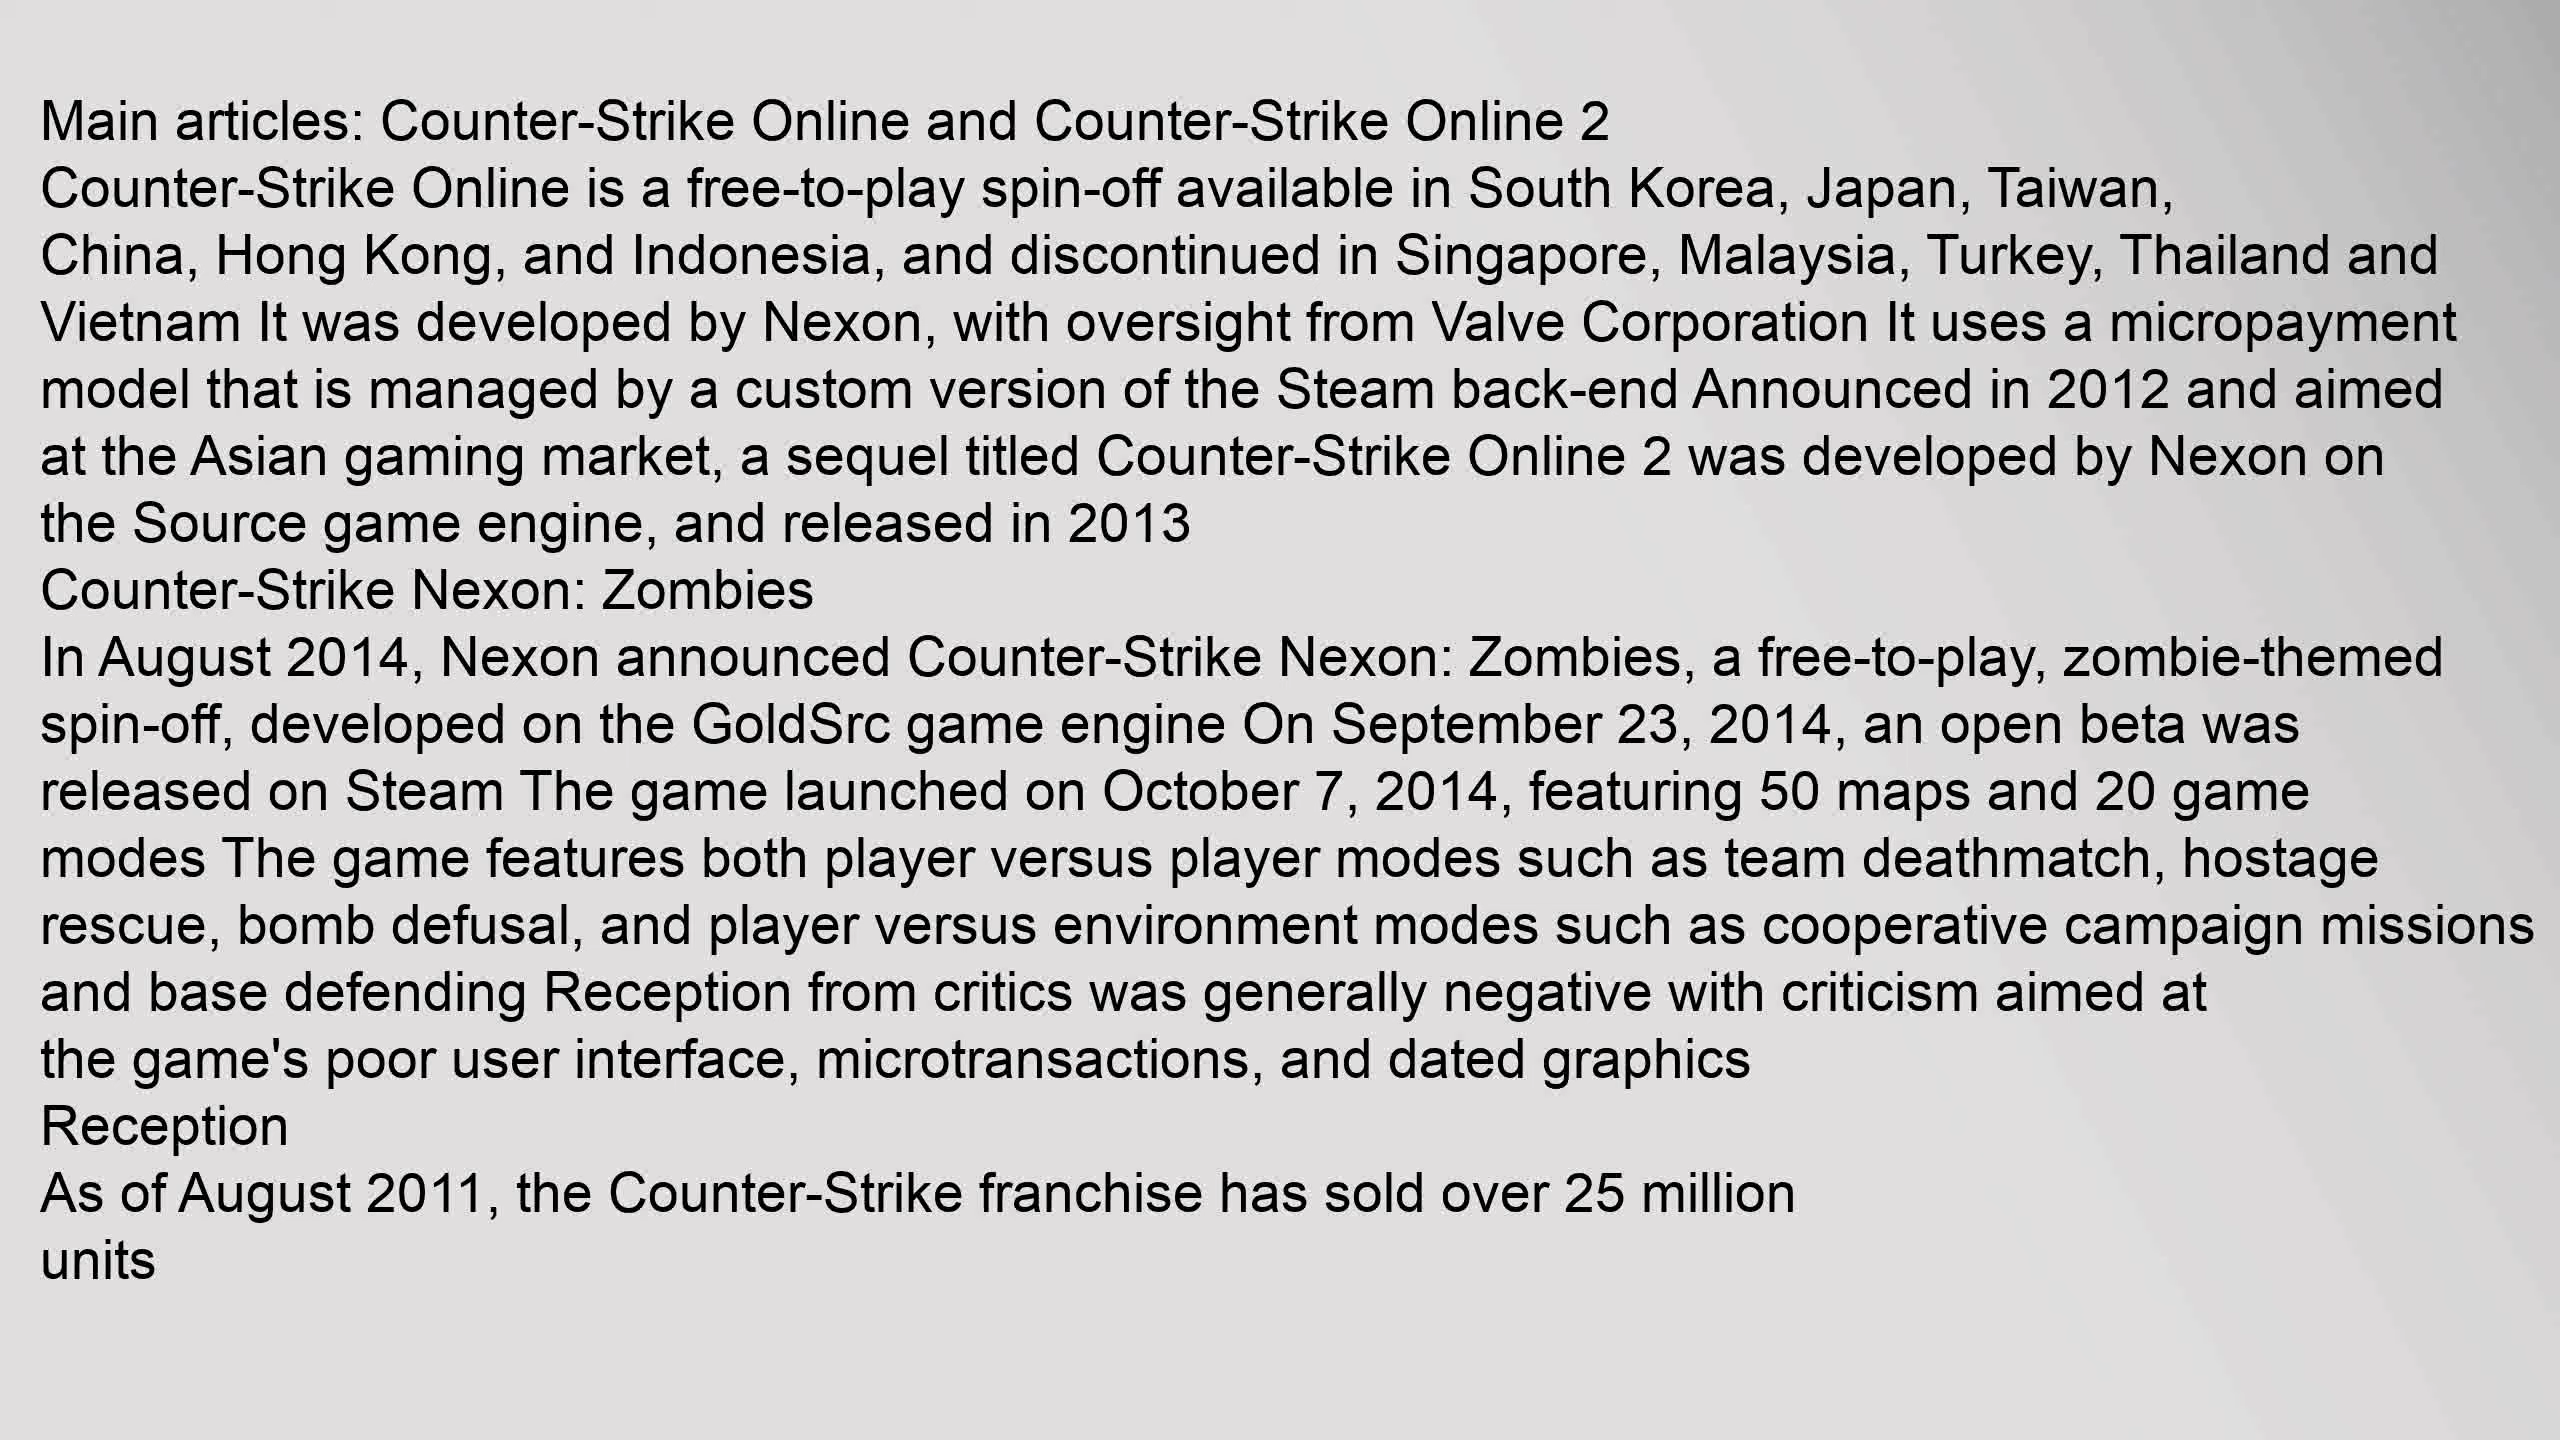 Main articles: Counter-Strike Online and Counter-Strike Online 2
Counter-Strike Online is a free-to-play spin-off available in South Korea, Japan, Taiwan,
China, Hong Kong, and Indonesia, and discontinued in Singapore, Malaysia, Turkey, Thailand and
Vietnam It was developed by Nexon, with oversight from Valve Corporation It uses a micropayment
model that is managed by a custom version of the Steam back-end Announced in 2012 and aimed
at the Asian gaming market, a sequel titled Counter-Strike Online 2 was developed by Nexon on
the Source game engine, and released in 2013
Counter-Strike Nexon: Zombies
In August 2014, Nexon announced Counter-Strike Nexon: Zombies, a free-to-play, zombie-themed
spin-off, developed on the GoldSrc game engine On September 23, 2014, an open beta was
released on Steam The game launched on October 7, 2014, featuring 50 maps and 20 game
modes The game features both player versus player modes such as team deathmatch, hostage
rescue, bomb defusal, and player versus environment modes such as cooperative campaign missions
and base defending Reception from critics was generally negative with criticism aimed at
the game's poor user interface, microtransactions, and dated graphics
Reception
As of August 2011, the Counter-Strike franchise has sold over 25 million
units